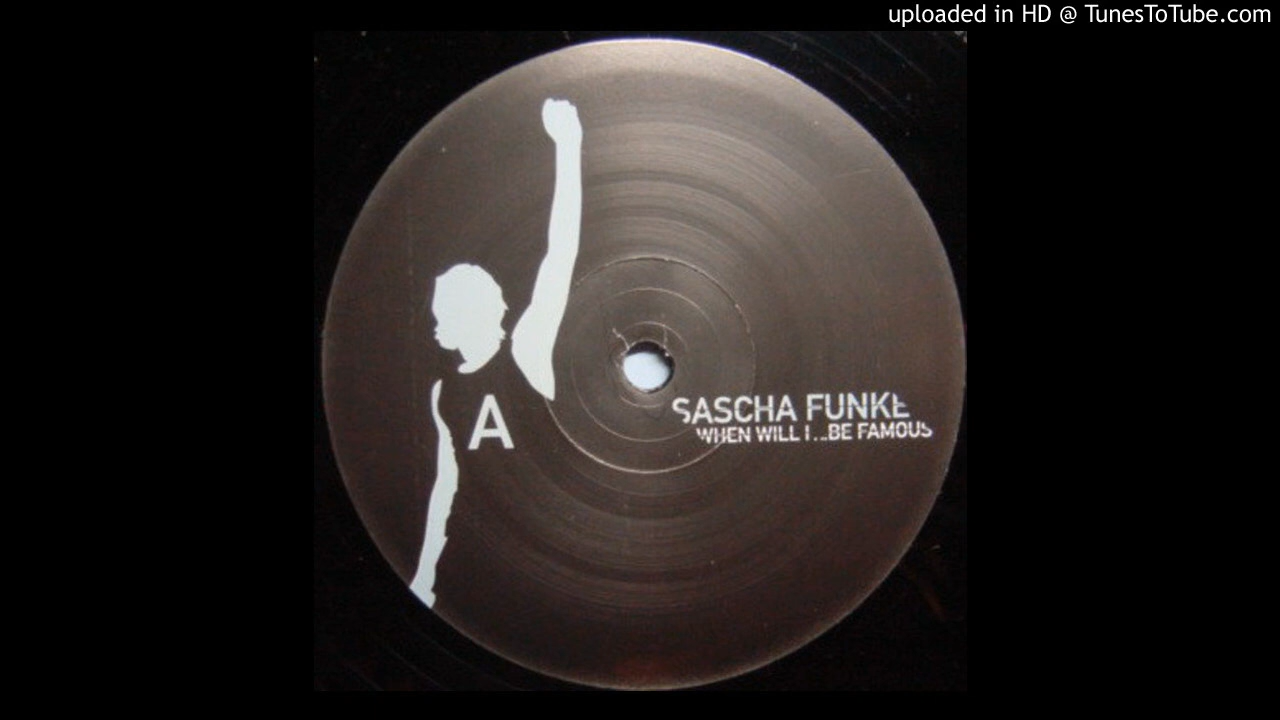 uploaded in HD @ TunesToTube.com
A
SASCHA FUNKE
WHEN WILL I...BE FAMOUS